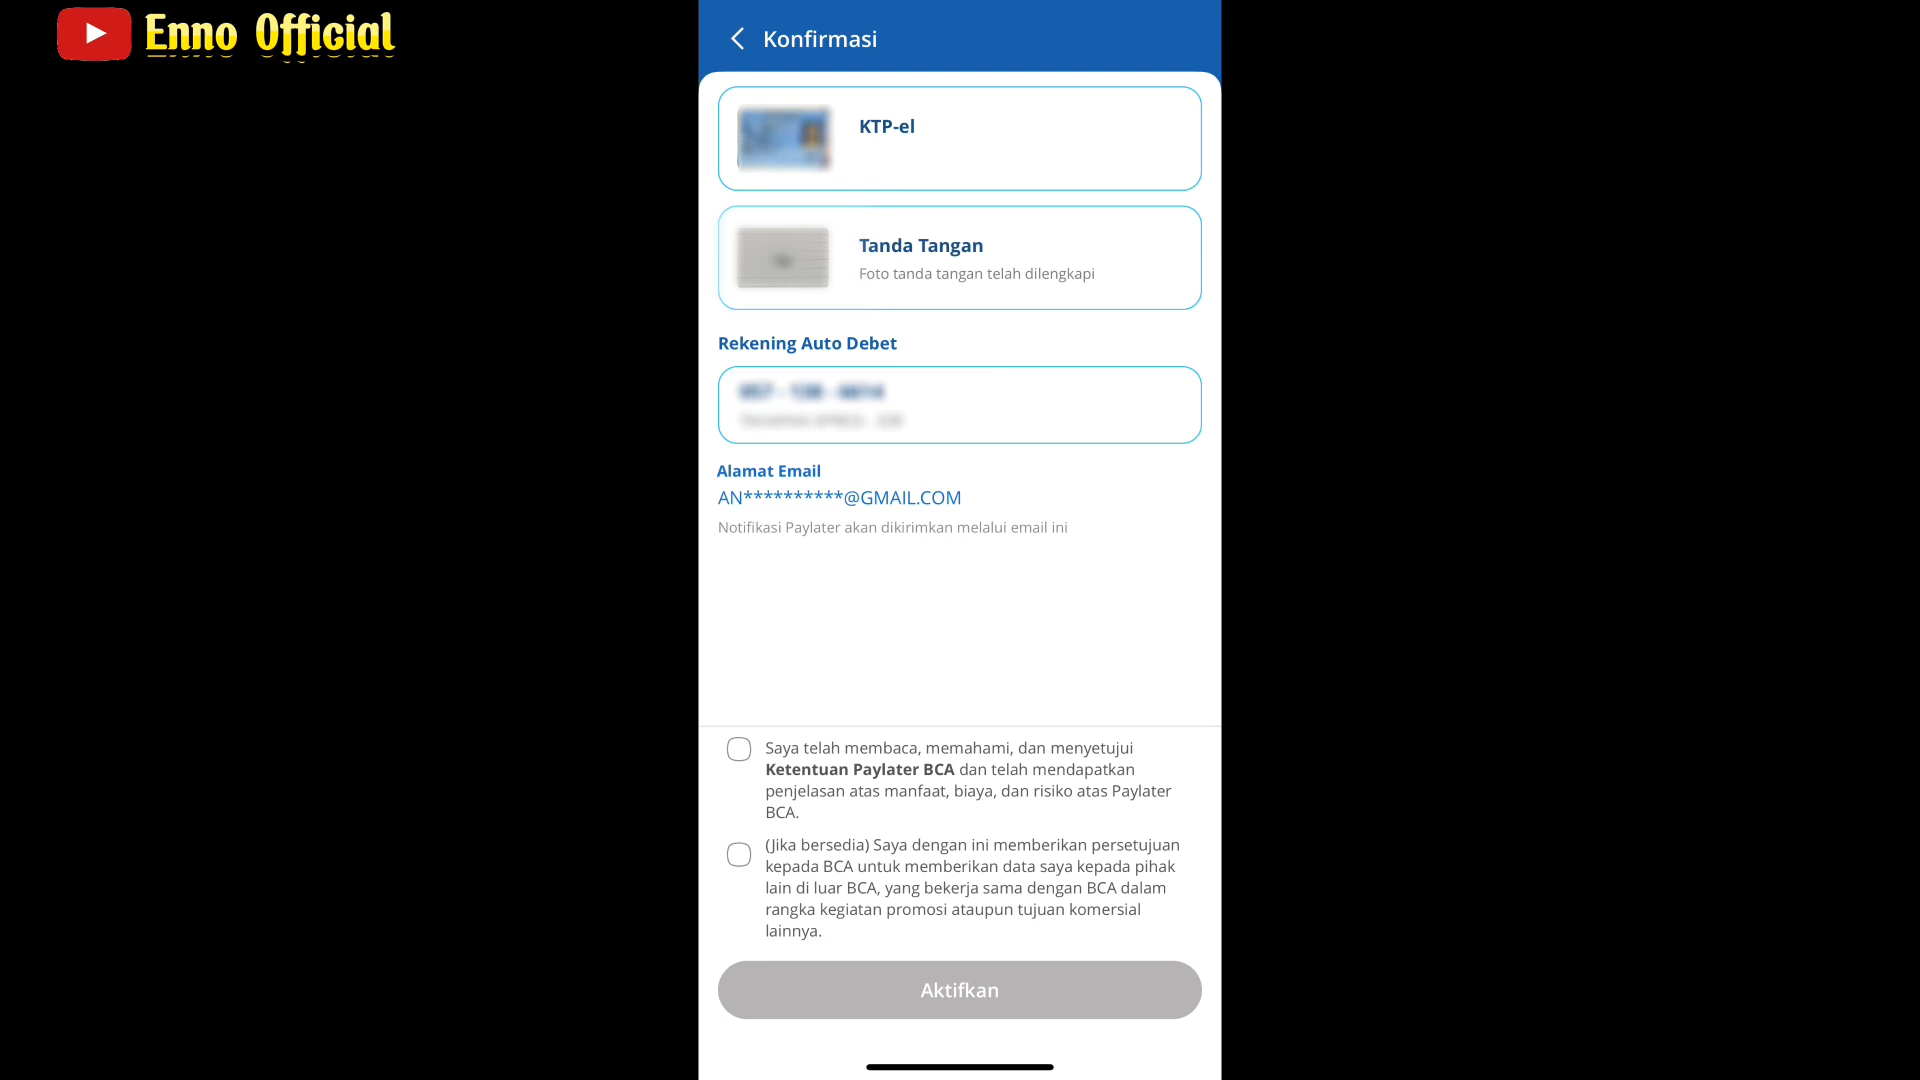 Enno Official
Konfirmasi
KTP-el
Tanda Tangan
Foto tanda tangan telah dilengkapi
Rekening Auto Debet
Alamat Email
AN**********@GMAIL.COM
Notifikasi Paylater akan dikirimkan melalui email ini
Saya telah membaca, memahami, dan menyetujui
Ketentuan Paylater BCA dan telah mendapatkan
penjelasan atas manfaat, biaya, dan risiko atas Paylater
BCA.
(Jika bersedia) Saya dengan ini memberikan persetujuan
kepada BCA untuk memberikan data saya kepada pihak
lain di luar BCA, yang bekerja sama dengan BCA dalam
rangka kegiatan promosi ataupun tujuan komersial
lainnya.
Aktifkan